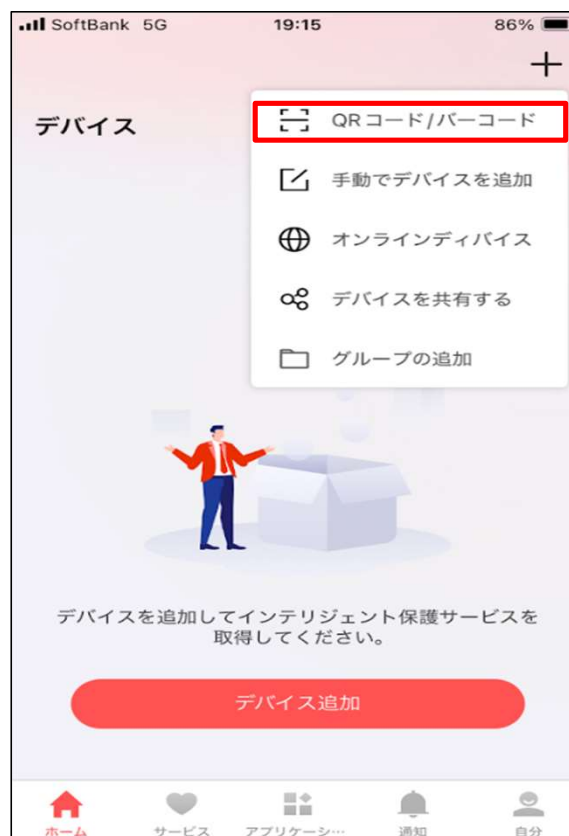 SoftBank 5G 19:15 86%
デバイス
QRコード/バーコード
手動でデバイスを追加
オンラインディバイス
デバイスを共有する
グループの追加
デバイスを追加してインテリジェント保護サービスを
取得してください。
デバイス追加
ホーム サービス アプリケーシ… 通知 自分